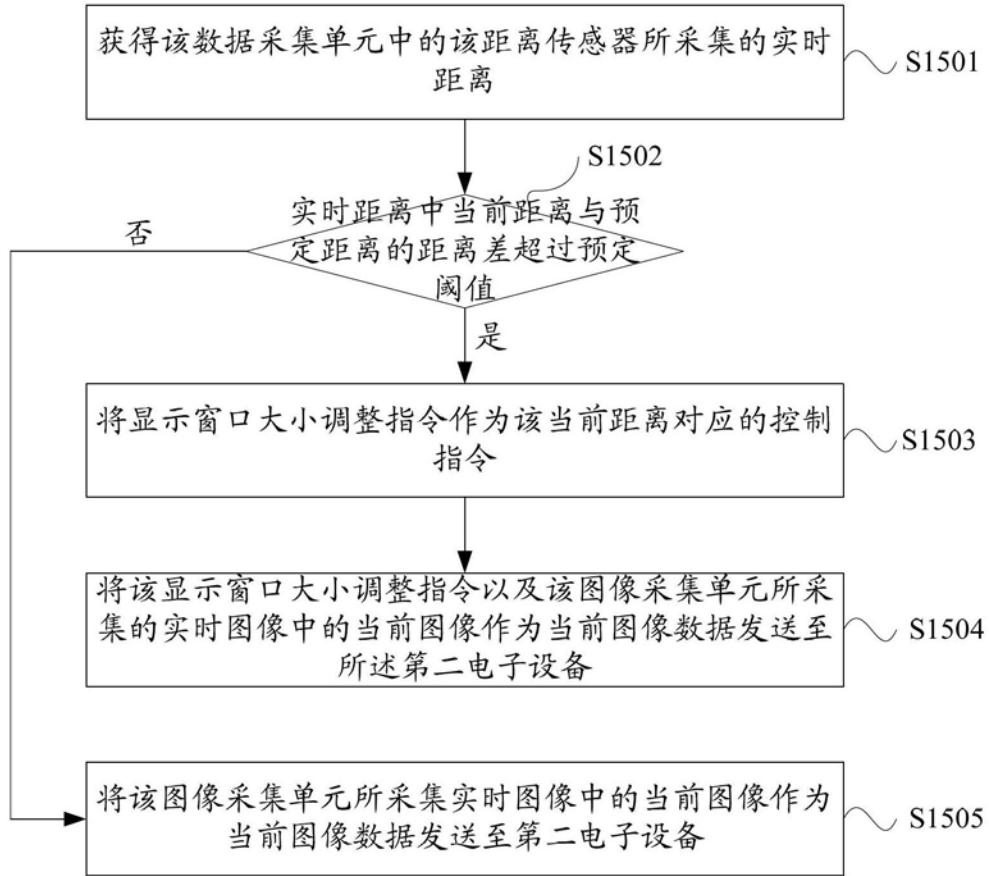 获得该数据采集单元中的该距离传感器所采集的实时
距离
S1501
S1502
实时距离中当前距离与预
定距离的距离差超过预定
阈值
否
是
将显示窗口大小调整指令作为该当前距离对应的控制
指令
S1503
将该显示窗口大小调整指令以及该图像采集单元所采
集的实时图像中的当前图像作为当前图像数据发送至
所述第二电子设备
S1504
将该图像采集单元所采集实时图像中的当前图像作为
当前图像数据发送至第二电子设备
S1505